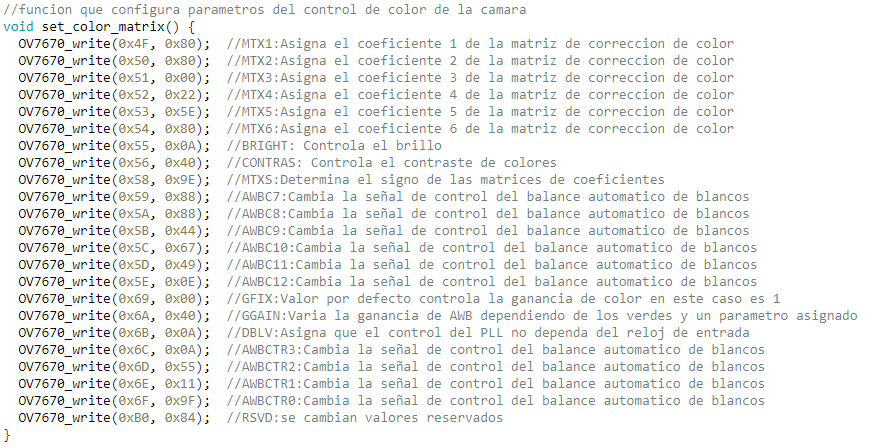 //funcion que configura parametros del control de color de la camara
void set_color_matrix() {
  OV7670_write(0x4F, 0x80);  //MTX1:Asigna el coeficiente 1 de la matriz de correccion de color
  OV7670_write(0x50, 0x80);  //MTX2:Asigna el coeficiente 2 de la matriz de correccion de color
  OV7670_write(0x51, 0x00);  //MTX3:Asigna el coeficiente 3 de la matriz de correccion de color
  OV7670_write(0x52, 0x22);  //MTX4:Asigna el coeficiente 4 de la matriz de correccion de color
  OV7670_write(0x53, 0x5E);  //MTX5:Asigna el coeficiente 5 de la matriz de correccion de color
  OV7670_write(0x54, 0x80);  //MTX6:Asigna el coeficiente 6 de la matriz de correccion de color
  OV7670_write(0x55, 0x0A);  //BRIGHT: Controla el brillo
  OV7670_write(0x56, 0x40);  //CONTRAS: Controla el contraste de colores
  OV7670_write(0x58, 0x9E);  //MTXS:Determina el signo de las matrices de coeficientes
  OV7670_write(0x59, 0x88);  //AWBC7:Cambia la señal de control del balance automatico de blancos
  OV7670_write(0x5A, 0x88);  //AWBC8:Cambia la señal de control del balance automatico de blancos
  OV7670_write(0x5B, 0x44);  //AWBC9:Cambia la señal de control del balance automatico de blancos
  OV7670_write(0x5C, 0x67);  //AWBC10:Cambia la señal de control del balance automatico de blancos
  OV7670_write(0x5D, 0x49);  //AWBC11:Cambia la señal de control del balance automatico de blancos
  OV7670_write(0x5E, 0x0E);  //AWBC12:Cambia la señal de control del balance automatico de blancos
  OV7670_write(0x69, 0x00);  //GFIX:Valor por defecto controla la ganancia de color en este caso es 1
  OV7670_write(0x6A, 0x40);  //GGAIN:Varia la ganancia de AWB dependiendo de los verdes y un parametro asignado
  OV7670_write(0x6B, 0x0A);  //DBLV:Asigna que el control del PLL no dependa del reloj de entrada
  OV7670_write(0x6C, 0x0A);  //AWBCTR3:Cambia la señal de control del balance automatico de blancos
  OV7670_write(0x6D, 0x55);  //AWBCTR2:Cambia la señal de control del balance automatico de blancos
  OV7670_write(0x6E, 0x11);  //AWBCTR1:Cambia la señal de control del balance automatico de blancos
  OV7670_write(0x6F, 0x9F);  //AWBCTR0:Cambia la señal de control del balance automatico de blancos
  OV7670_write(0xB0, 0x84);  //RSVD:se cambian valores reservados
}